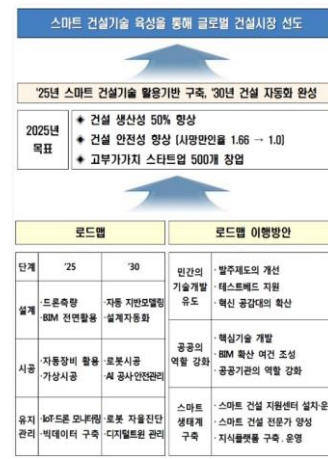 스마트 건설기술 육성을 통해 글로벌 건설시장 선도
'25년 스마트 건설기술 활용기반 구축, '30년 건설 자동화 완성
2025년
목표
◈ 건설 생산성 50% 향상
◈ 건설 안전성 향상 (사망만인율 1.66 → 1.0)
◈ 고부가가치 스타트업 500개 창업
로드맵
단계 '25 '30
설계
·드론측량
·BIM 전면활용
·자동 지반모델링
·설계자동화
시공
·자동장비 활용
·가상시공
·로봇시공
·AI 공사·안전관리
유지
관리
·IoT·드론 모니터링
·빅데이터 구축
·로봇 자율진단
·디지털트윈 관리
로드맵 이행방안
민간의
기술개발
유도
· 발주제도의 개선
· 테스트베드 지원
· 혁신 공감대의 확산
공공의
역할 강화
· 핵심기술 개발
· BIM 확산 여건 조성
· 공공기관의 역할 강화
스마트
생태계
구축
· 스마트 건설 지원센터 설치·운
· 스마트 건설 전문가 양성
· 지식플랫폼 구축·운영